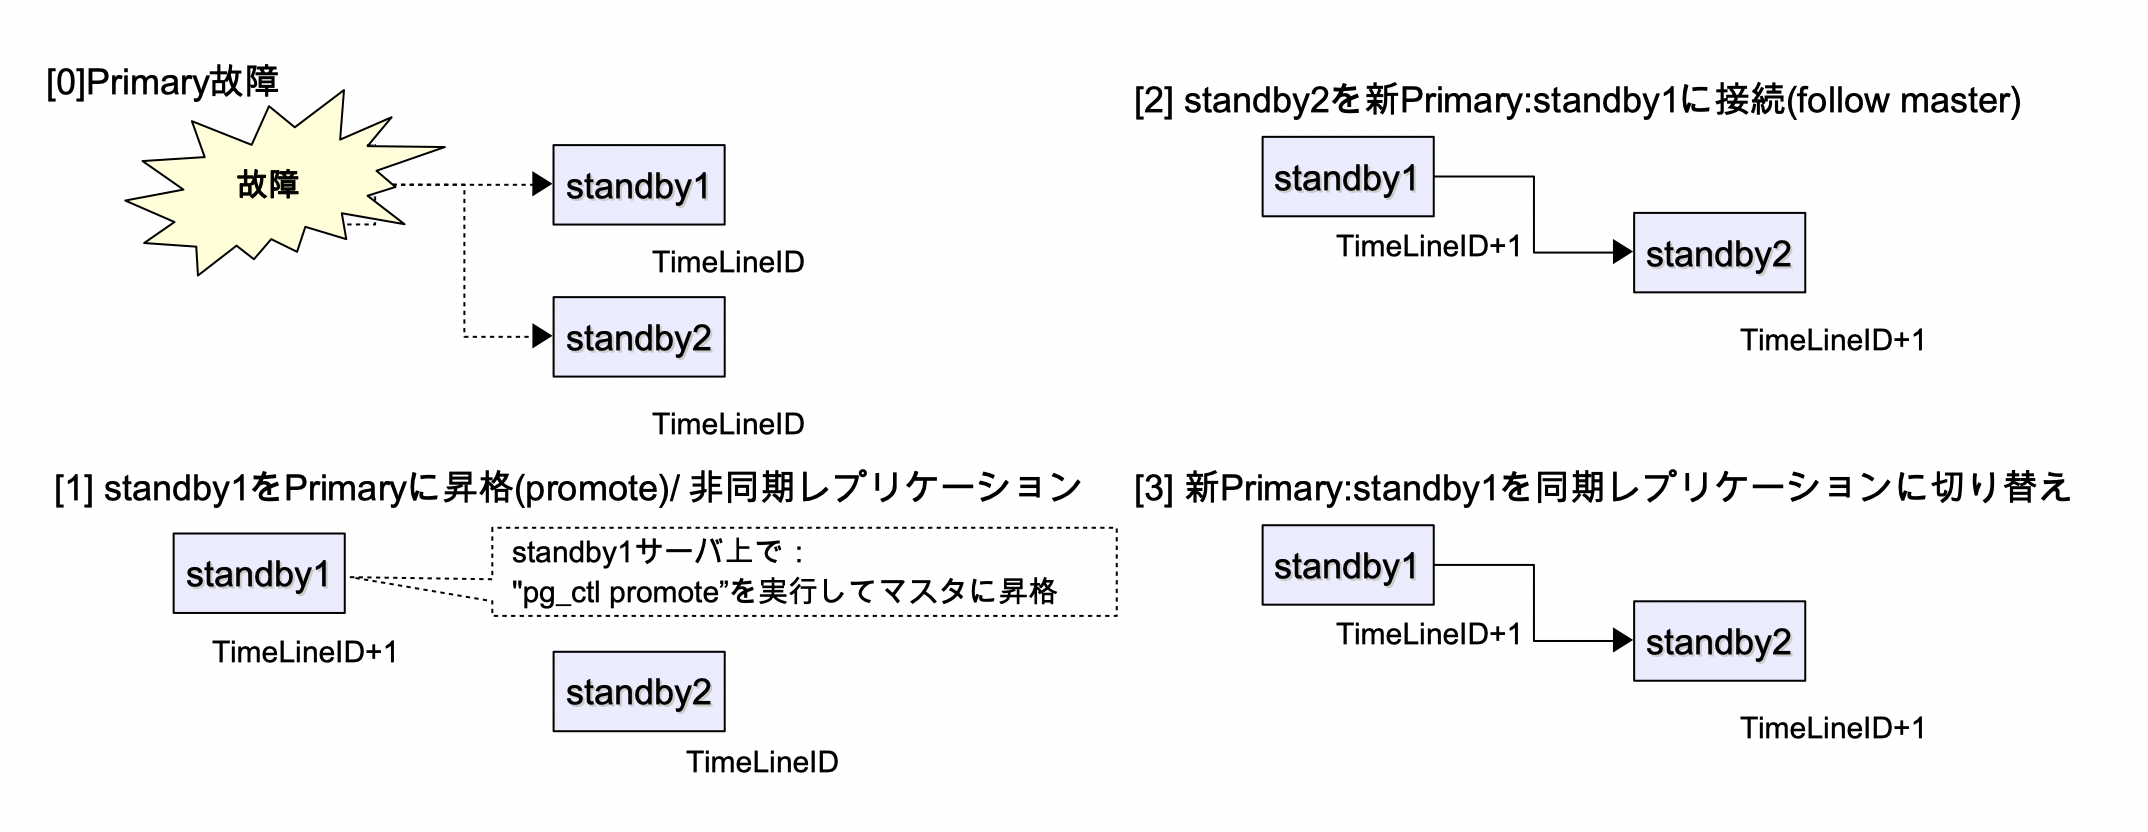 [0]Primary故障
故障
standby1
TimeLineID
standby2
TimeLineID
[1] standby1をPrimaryに昇格(promote)/ 非同期レプリケーション
standby1
standby1サーバ上で：
"pg_ctl promote”を実行してマスタに昇格
TimeLineID+1
standby2
TimeLineID
[2] standby2を新Primary:standby1に接続(follow master)
standby1
TimeLineID+1
standby2
TimeLineID+1
[3] 新Primary:standby1を同期レプリケーションに切り替え
standby1
TimeLineID+1
standby2
TimeLineID+1